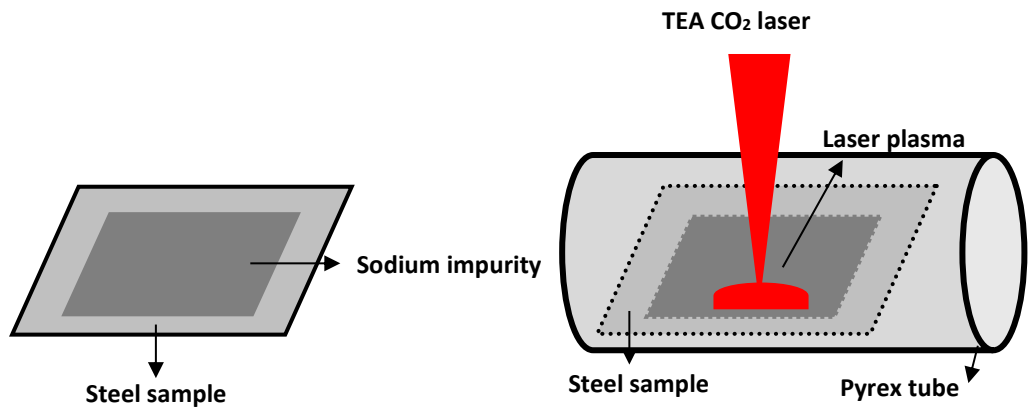 TEA CO₂ laser
Laser plasma
Sodium impurity
Steel sample
Steel sample
Pyrex tube